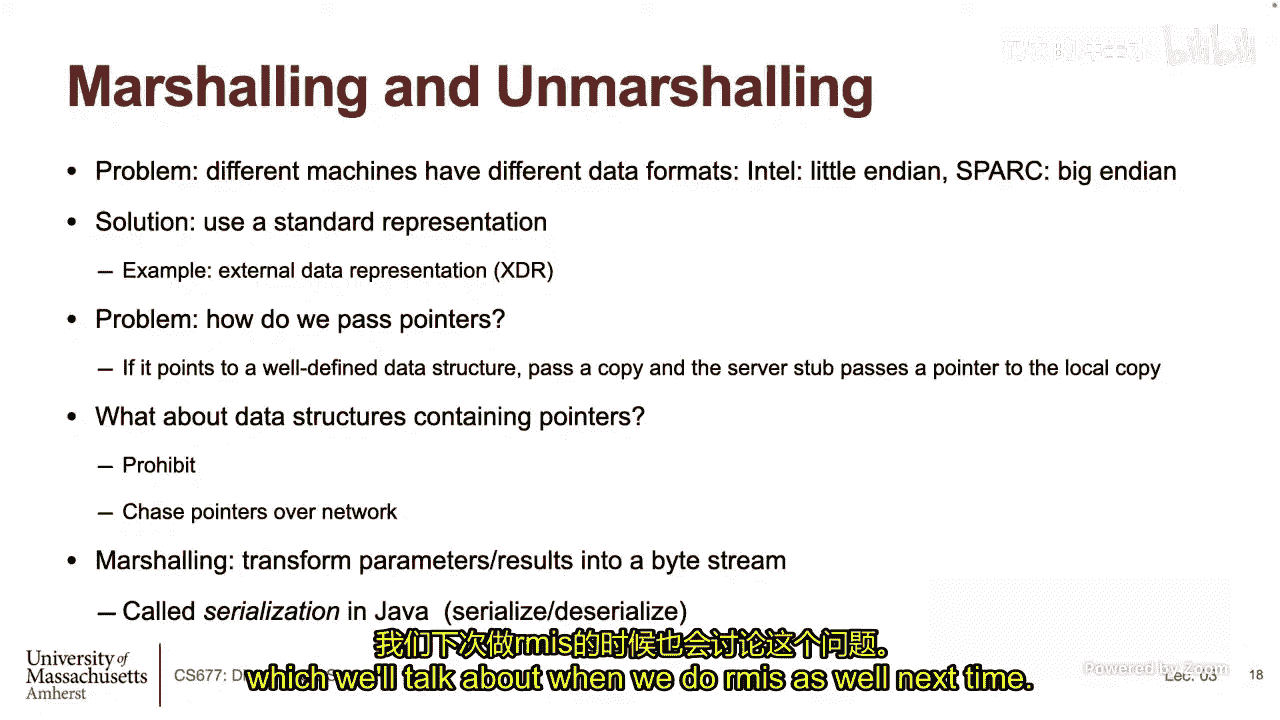 Marshalling and Unmarshalling
• Problem: different machines have different data formats: Intel: little endian, SPARC: big endian
• Solution: use a standard representation
– Example: external data representation (XDR)
• Problem: how do we pass pointers?
– If it points to a well-defined data structure, pass a copy and the server stub passes a pointer to the local copy
• What about data structures containing pointers?
– Prohibit
– Chase pointers over network
• Marshalling: transform parameters/results into a byte stream
– Called serialization in Java (serialize/deserialize)
我们下次做rmis的时候也会讨论这个问题。
which we'll talk about when we do rmis as well next time.
University of
Massachusetts
Amherst
CS677:
Powered by Zoom
Lec. 03
18
bilibili